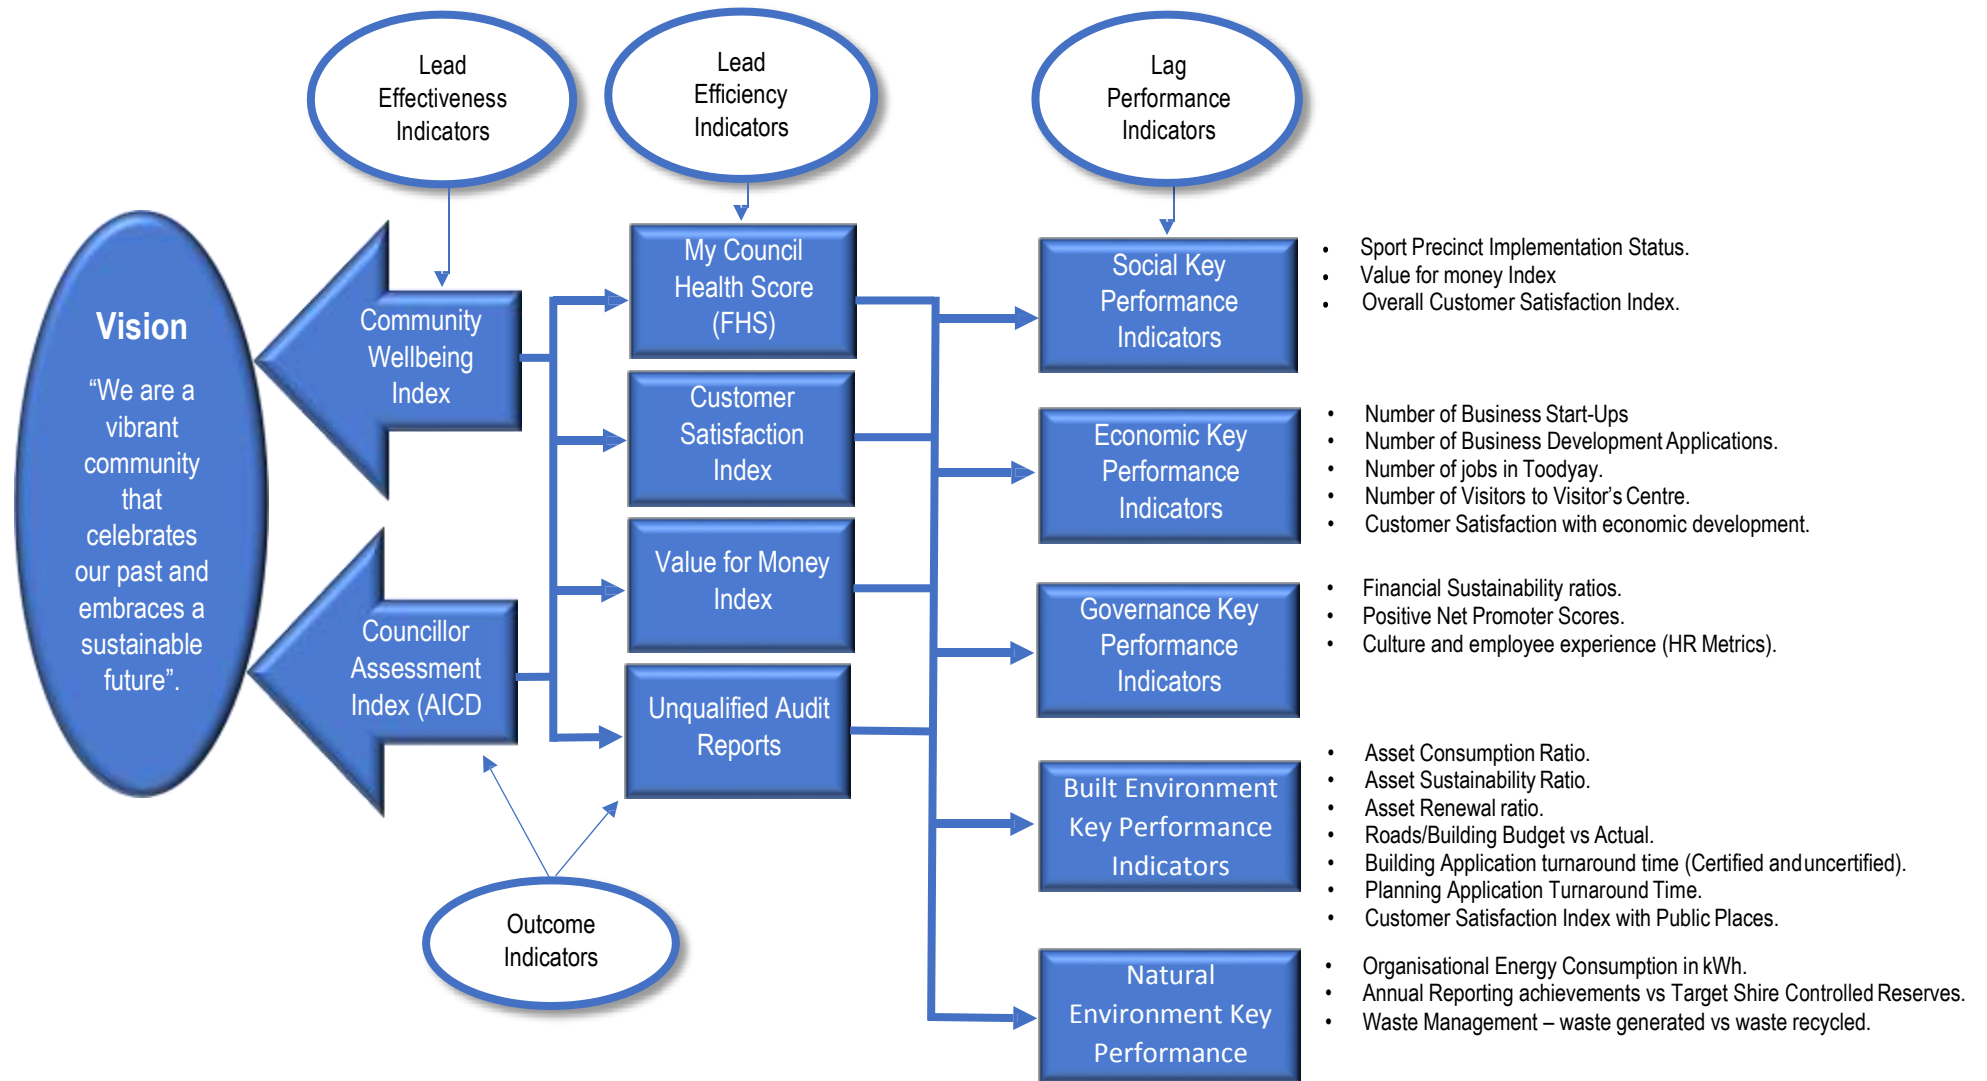 Lead
Effectiveness
Indicators
Lead
Efficiency
Indicators
Lag
Performance
Indicators
Vision
“We are a
vibrant
community
that
celebrates
our past and
embraces a
sustainable
future”.
Community
Wellbeing
Index
Councillor
Assessment
Index (AICD
My Council
Health Score
(FHS)
Customer
Satisfaction
Index
Value for Money
Index
Unqualified Audit
Reports
Outcome
Indicators
Social Key
Performance
Indicators
• Sport Precinct Implementation Status.
• Value for money Index
• Overall Customer Satisfaction Index.
Economic Key
Performance
Indicators
• Number of Business Start-Ups
• Number of Business Development Applications.
• Number of jobs in Toodyay.
• Number of Visitors to Visitor’s Centre.
• Customer Satisfaction with economic development.
Governance Key
Performance
Indicators
• Financial Sustainability ratios.
• Positive Net Promoter Scores.
• Culture and employee experience (HR Metrics).
Built Environment
Key Performance
Indicators
• Asset Consumption Ratio.
• Asset Sustainability Ratio.
• Asset Renewal ratio.
• Roads/Building Budget vs Actual.
• Building Application turnaround time (Certified anduncertified).
• Planning Application Turnaround Time.
• Customer Satisfaction Index with Public Places.
Natural
Environment Key
Performance
• Organisational Energy Consumption in kWh.
• Annual Reporting achievements vs Target Shire Controlled Reserves.
• Waste Management – waste generated vs waste recycled.